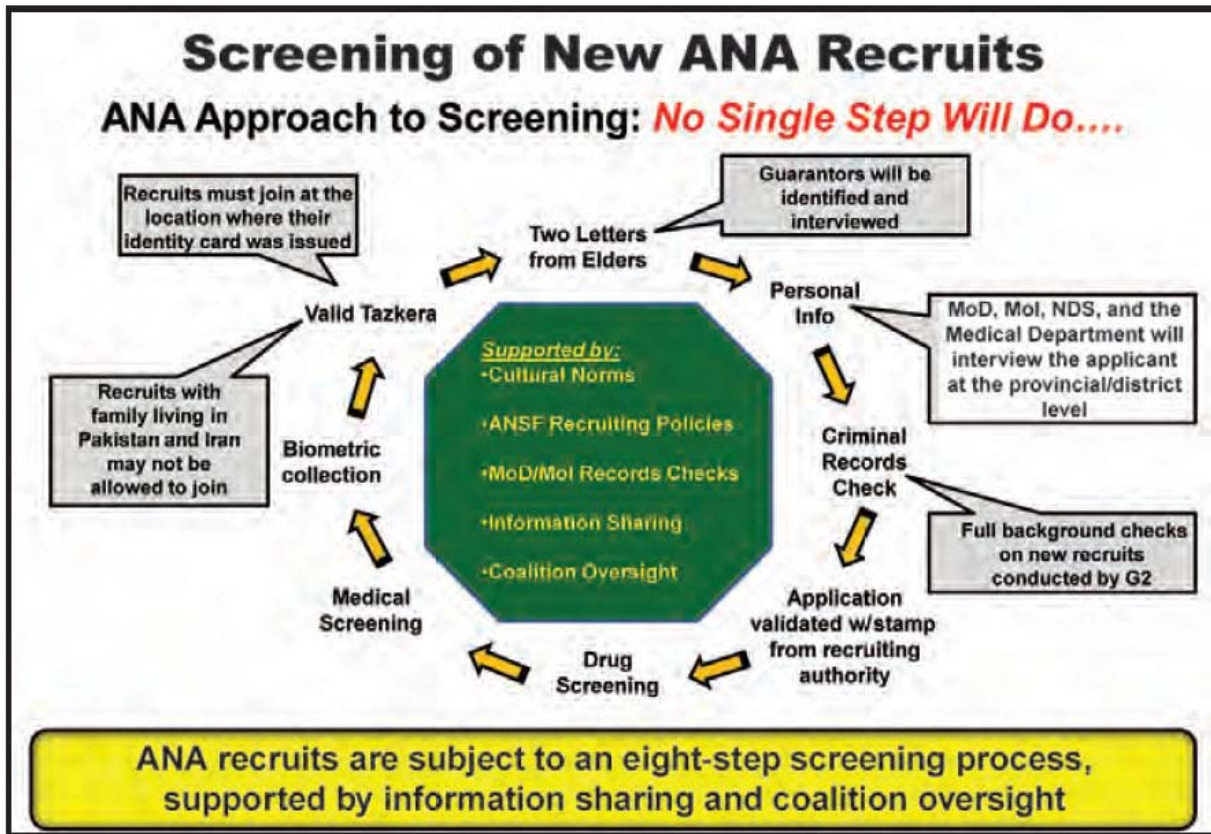 Screening of New ANA Recruits
ANA Approach to Screening: No Single Step Will Do....
Recruits must join at the
location where their
identity card was issued
Guarantors will be
identified and
interviewed
Two Letters
from Elders
Valid Tazkera
Personal
Info
MoD, MoI, NDS, and the
Medical Department will
interview the applicant
at the provincial/district
level
Recruits with
family living in
Pakistan and Iran
may not be
allowed to join
Supported by:
•Cultural Norms
•ANSF Recruiting Policies
•MoD/MoI Records Checks
•Information Sharing
•Coalition Oversight
Biometric
collection
Criminal
Records
Check
Full background checks
on new recruits
conducted by G2
Medical
Screening
Application
validated w/stamp
from recruiting
authority
Drug
Screening
ANA recruits are subject to an eight-step screening process,
supported by information sharing and coalition oversight